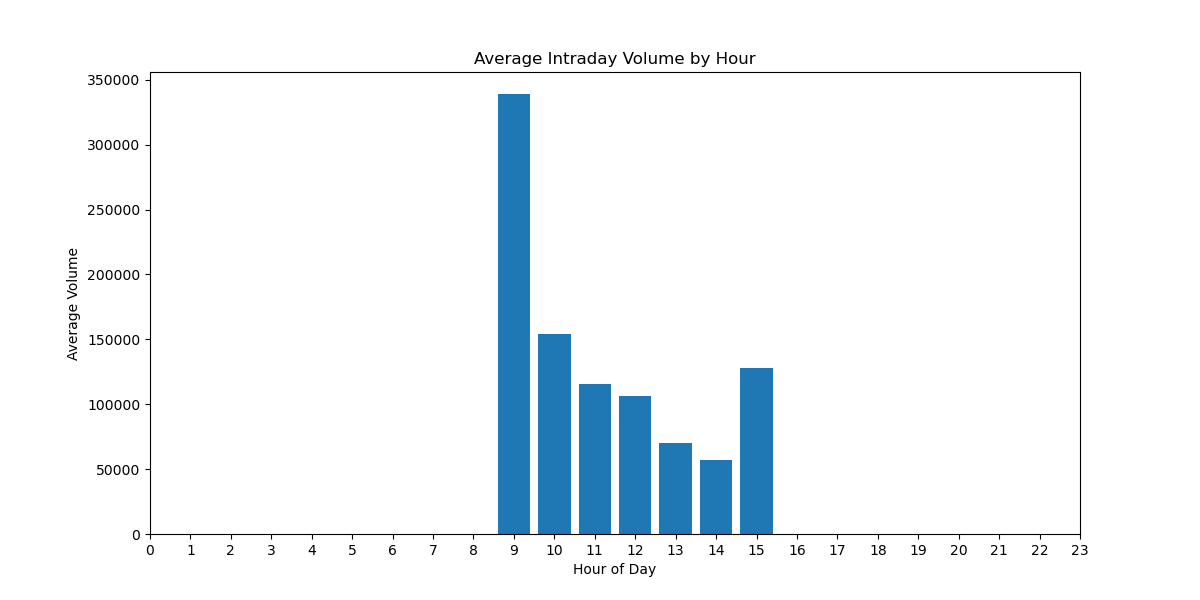 Average Intraday Volume by Hour
350000
300000
250000
200000
150000
100000
50000
0
Average Volume
0 1 2 3 4 5 6 7 8 9 10 11 12 13 14 15 16 17 18 19 20 21 22 23
Hour of Day